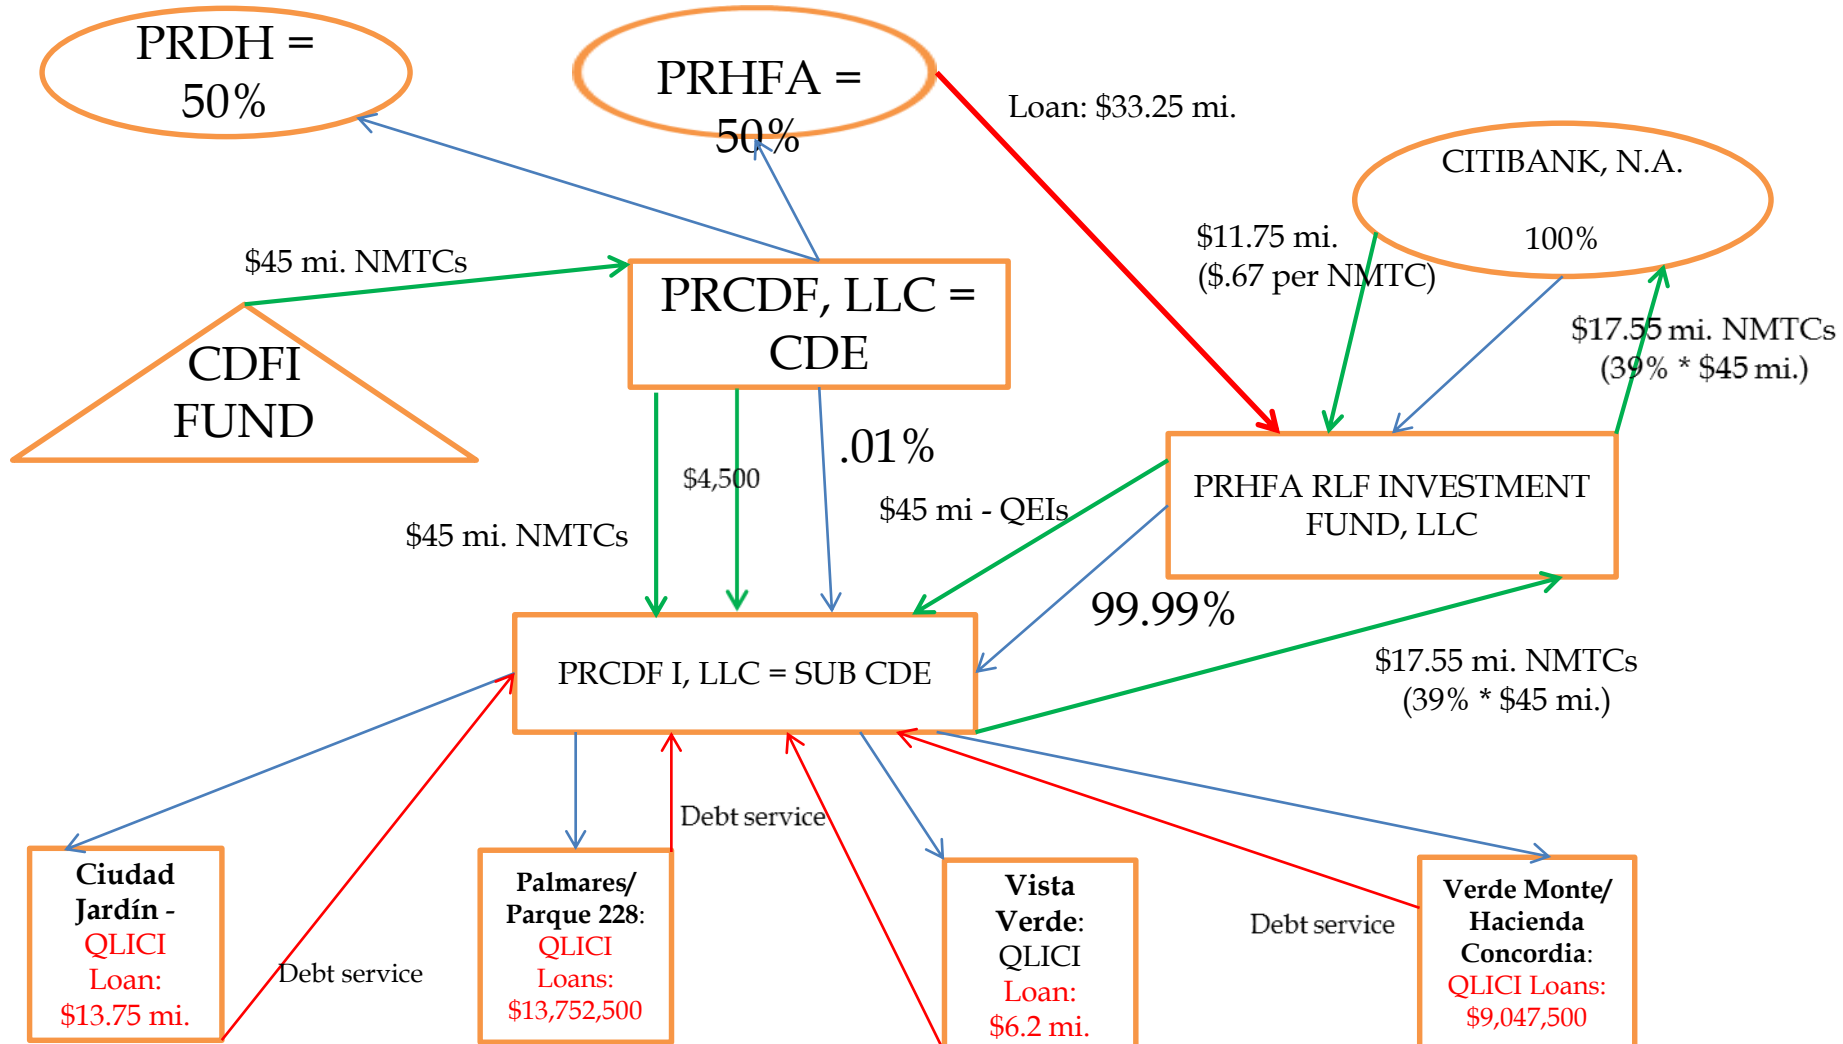 PRDH =
50%
PRHFA =
50%
Loan: $33.25 mi.
CITIBANK, N.A.
100%
$11.75 mi.
($.67 per NMTC)
$45 mi. NMTCs
PRCDF, LLC =
CDE
$17.55 mi. NMTCs
(39% * $45 mi.)
CDFI
FUND
.01%
$4,500
$45 mi - QEIs
PRHFA RLF INVESTMENT
FUND, LLC
$45 mi. NMTCs
99.99%
PRCDF I, LLC = SUB CDE
$17.55 mi. NMTCs
(39% * $45 mi.)
Debt service
Ciudad
Jardín -
QLICI
Loan:
$13.75 mi.
Debt service
Palmares/
Parque 228:
QLICI
Loans:
$13,752,500
Vista
Verde:
QLICI
Loan:
$6.2 mi.
Debt service
Verde Monte/
Hacienda
Concordia:
QLICI Loans:
$9,047,500